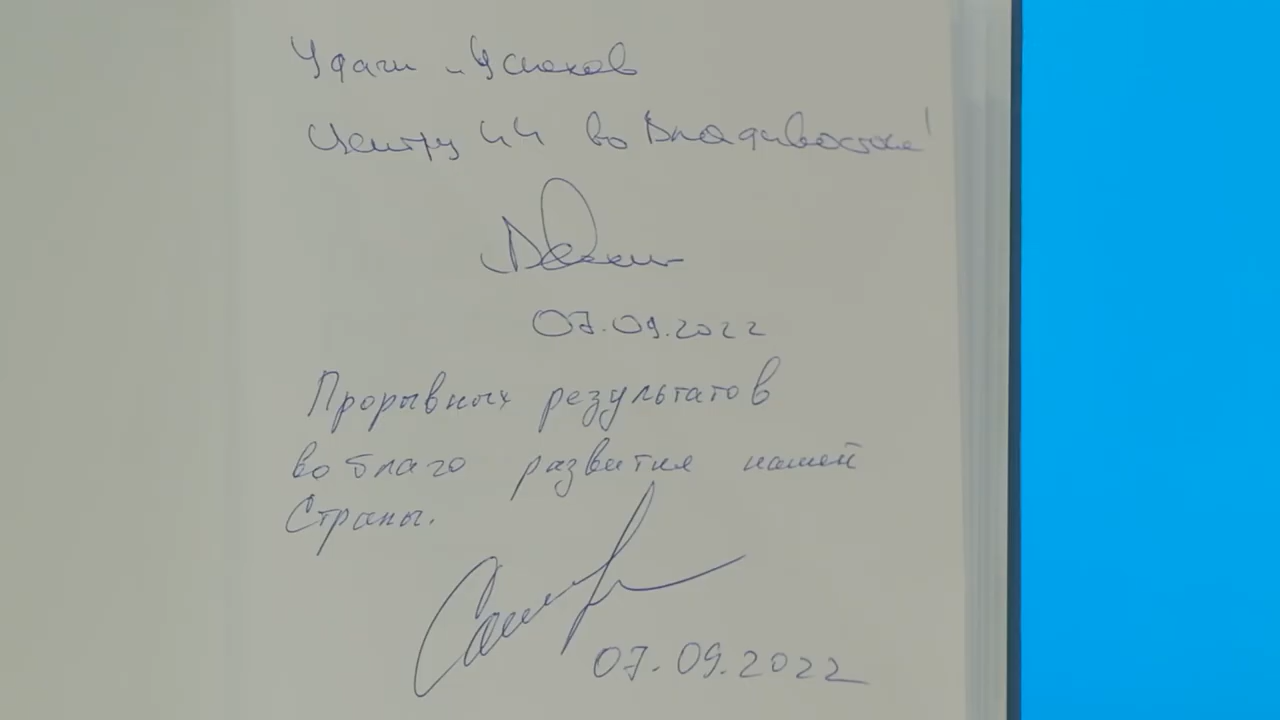 Удачи и Успехов
Центру ИИ во Владивостоке!
07.09.2022
Прорывных результатов
во благо развития нашей
Страны.
07.09.2022